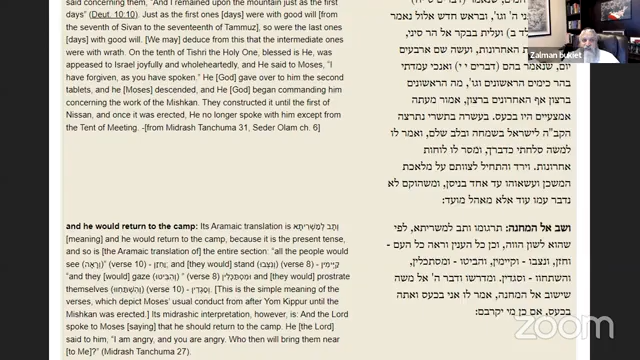 said concerning them, "And I remained upon the mountain just as the first
days" (Deut. 10:10). Just as the first ones [days] were with good will [from
the seventh of Sivan to the seventeenth of Tammuz], so were the last ones
[days] with good will. [We may] deduce from this that the intermediate ones
were with wrath. On the tenth of Tishri the Holy One, blessed is He, was
appeased to Israel joyfully and wholeheartedly, and He said to Moses, "I
have forgiven, as you have spoken." He [God] gave over to him the second
tablets, and he [Moses] descended, and He [God] began commanding him
concerning the work of the Mishkan. They constructed it until the first of
Nissan, and once it was erected, He no longer spoke with him except from
the Tent of Meeting. -[from Midrash Tanchuma 31, Seder Olam ch. 6]
פני ה' וגו', ובראש חדש אלול נאמר
ועלית בבקר אל הר סיני,
האחרונות, ועשה שם ארבעים
יום, שנאמר בהם (דברים י י) ואנכי עמדתי
בהר כימים הראשונים וגו', מה הראשונים
ברצון אף האחרונים ברצון, אמור מעתה
אמצעיים היו בכעס. בעשרה בתשרי נתרצה
הקב"ה לישראל בשמחה ובלב שלם, ואמר לו
למשה סלחתי כדברך, ומסר לו לוחות
אחרונות. וירד והתחיל לצוותם על מלאכת
המשכן ועשאוהו עד אחד בניסן, ומשהוקם לא
נדבר עמו עוד אלא מאהל מועד:
and he would return to the camp: Its Aramaic translation is וְתָב לְמַשְׁרִיתָא
[meaning] and he would return to the camp, because it is the present tense,
and so is [the Aramaic translation of] the entire section: "all the people would
see (וְרָאָה)" (verse 10) - וְחָזַן; and [they would] stand (וְנִצְּבוּ) (verse 8) -
וְקָיְמִין; "and they [would] gaze (וְהִבִּיטוּ)" (verse 8) - וּמִסְתַּכְּלִין; and [they would] prostrate
themselves (וְהִשְׁתַּחֲווּ) (verse 10) - וְסָגְדִין. [This is the simple meaning of the
verses, which depict Moses' usual conduct from after Yom Kippur until the
Mishkan was erected.] Its midrashic interpretation, however, is: And the Lord
spoke to Moses [saying] that he should return to the camp. He [the Lord]
said to him, "I am angry, and you are angry. Who then will bring them near
[to Me]?" (Midrash Tanchuma 27).
ושב אל המחנה: תרגומו ותב למשריתא, לפי
שהוא לשון הווה, וכן כל הענין וראה כל העם -
וחזן, ונצבו - וקיימין, והביטו - ומסתכלין,
והשתחוו - וסגדין. ומדרשו ודבר ה' אל משה
שישוב אל המחנה, אמר לו אני בכעס ואתה
בכעס, אם כן מי יקרבם:
Zalman Bukiet
zoom